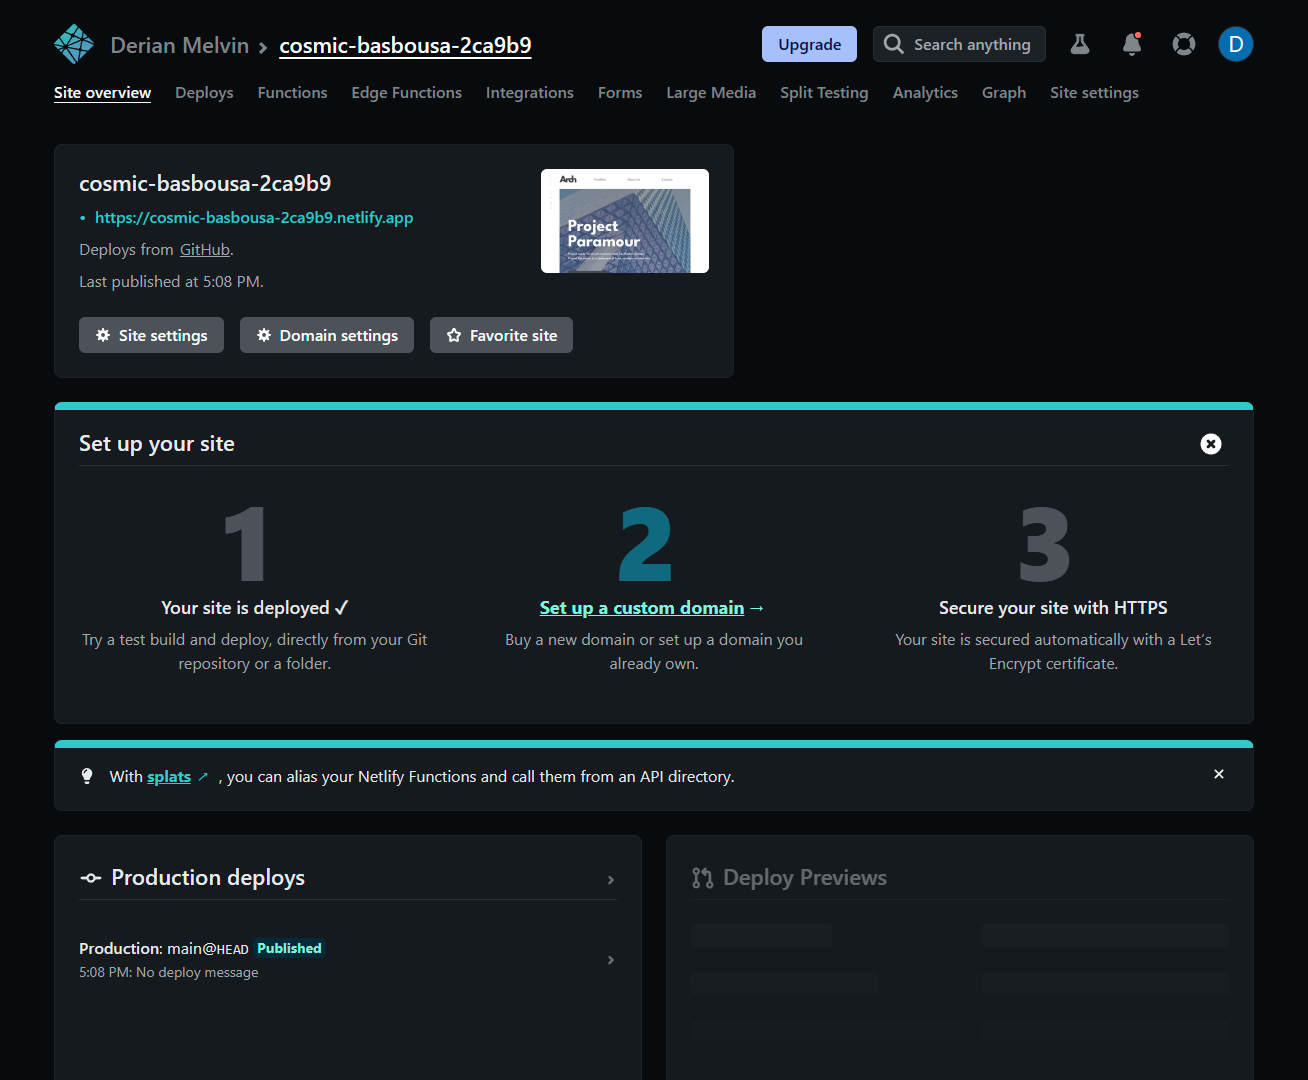 Derian Melvin > cosmic-basbousa-2ca9b9
Upgrade
Search anything
D
Site overview Deploys Functions Edge Functions Integrations Forms Large Media Split Testing Analytics Graph Site settings
cosmic-basbousa-2ca9b9
• https://cosmic-basbousa-2ca9b9.netlify.app
Deploys from GitHub.
Last published at 5:08 PM.
Arch
Project
Paramour
Site settings
Domain settings
Favorite site
Set up your site
1
Your site is deployed ✓
Try a test build and deploy, directly from your Git
repository or a folder.
2
Set up a custom domain →
Buy a new domain or set up a domain you
already own.
3
Secure your site with HTTPS
Your site is secured automatically with a Let's
Encrypt certificate.
With splats ↗ , you can alias your Netlify Functions and call them from an API directory.
Production deploys
Production: main@HEAD Published
5:08 PM: No deploy message
Deploy Previews